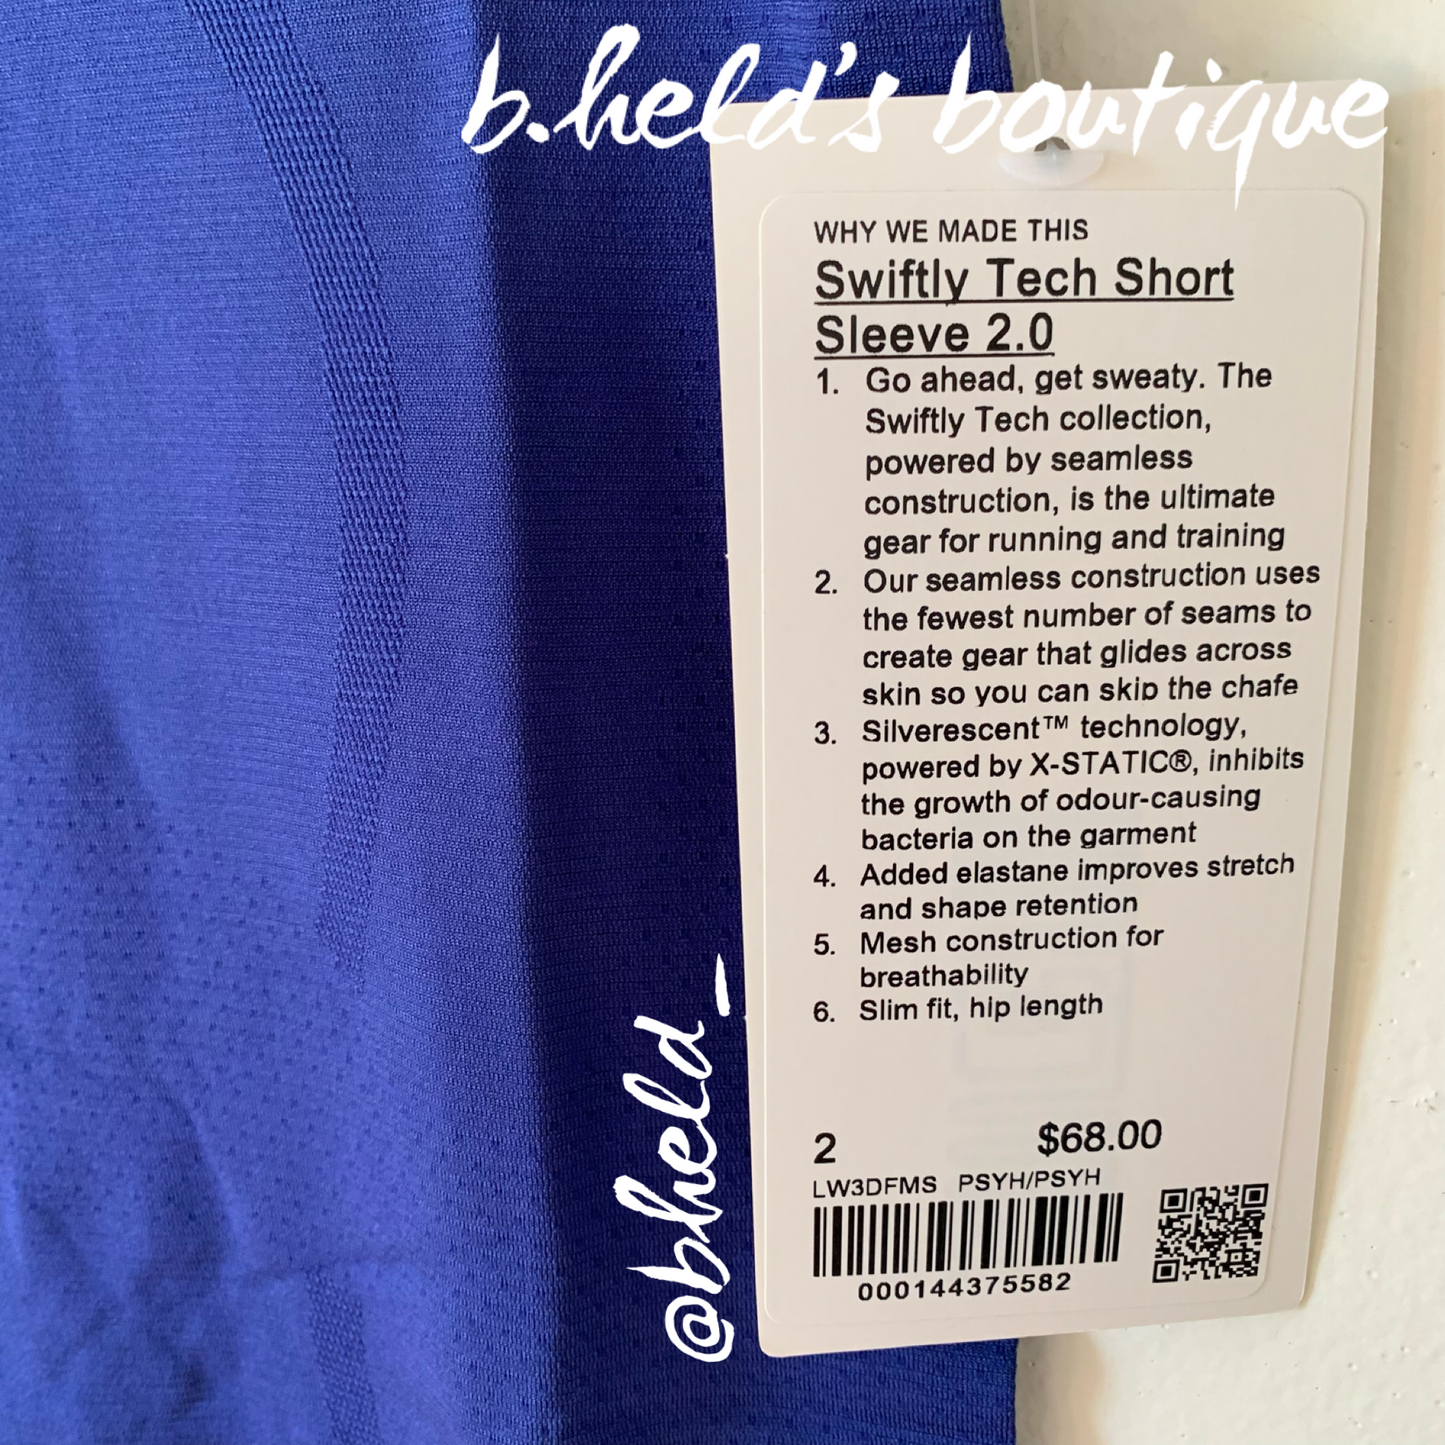 b.held's boutique
WHY WE MADE THIS
Swiftly Tech Short
Sleeve 2.0
1. Go ahead, get sweaty. The
Swiftly Tech collection,
powered by seamless
construction, is the ultimate
gear for running and training
2. Our seamless construction uses
the fewest number of seams to
create gear that glides across
skin so you can skip the chafe
3. Silverescent™ technology,
powered by X-STATIC®, inhibits
the growth of odour-causing
bacteria on the garment
4. Added elastane improves stretch
and shape retention
5. Mesh construction for
breathability
6. Slim fit, hip length
2 $68.00
LW3DFMS PSYH/PSYH
000144375582
@bheld_